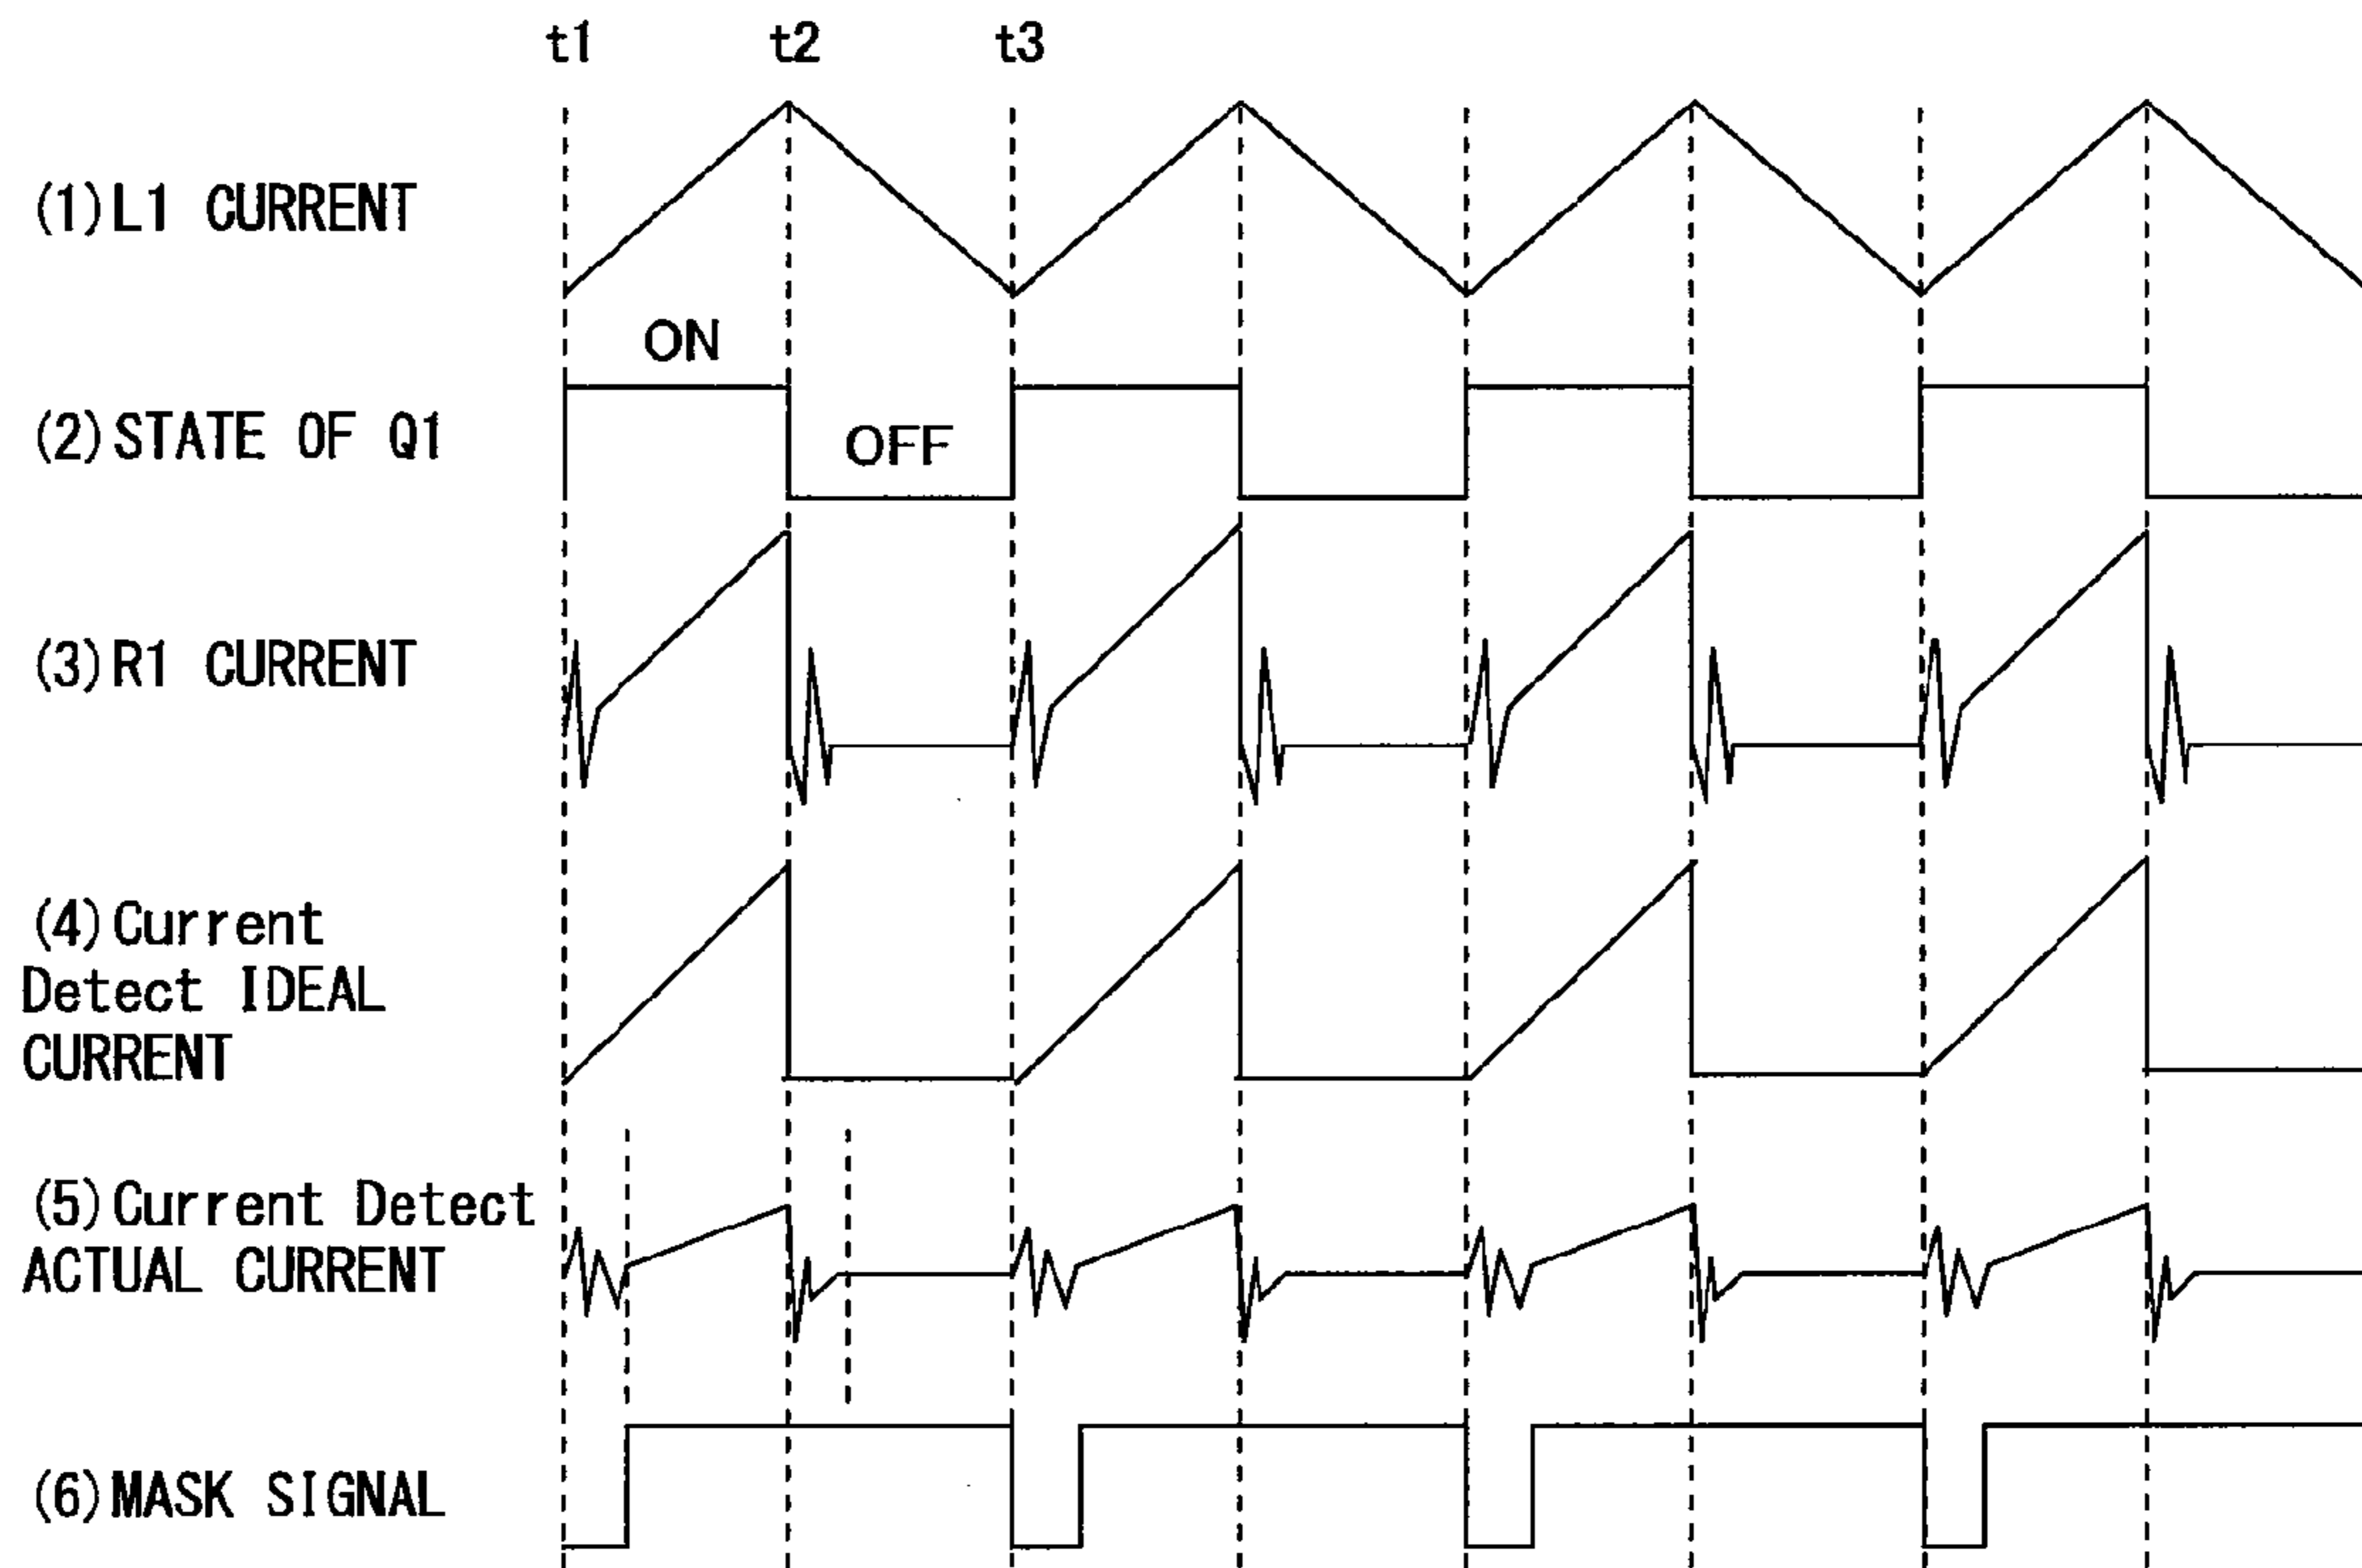 t1 t2 t3
(1)L1 CURRENT
ON
(2)STATE OF Q1
OFF
(3)R1 CURRENT
(4)Current
Detect IDEAL
CURRENT
(5)Current Detect
ACTUAL CURRENT
(6)MASK SIGNAL